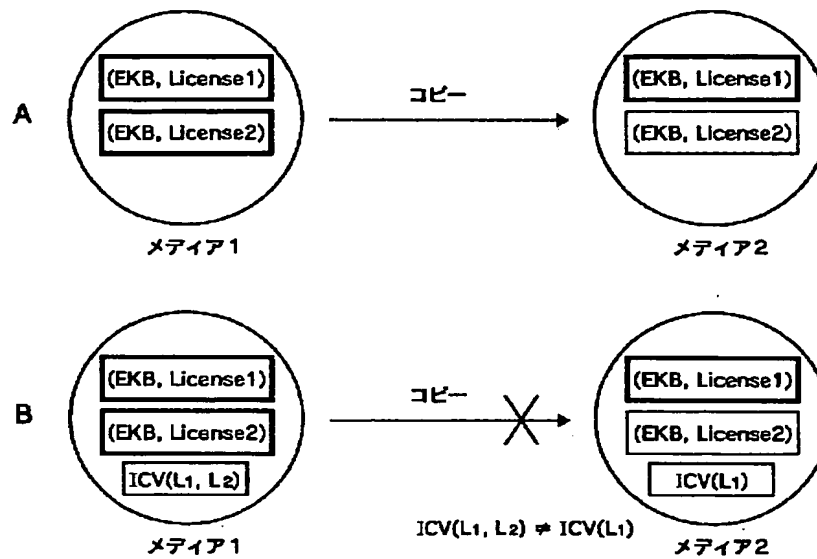 A
(EKB, License1)
(EKB, License2)
メディア1
コピー
(EKB, License1)
(EKB, License2)
メディア2
B
(EKB, License1)
(EKB, License2)
ICV(L1, L2)
メディア1
コピー
(EKB, License1)
(EKB, License2)
ICV(L1)
メディア2
ICV(L1, L2) ≠ ICV(L1)